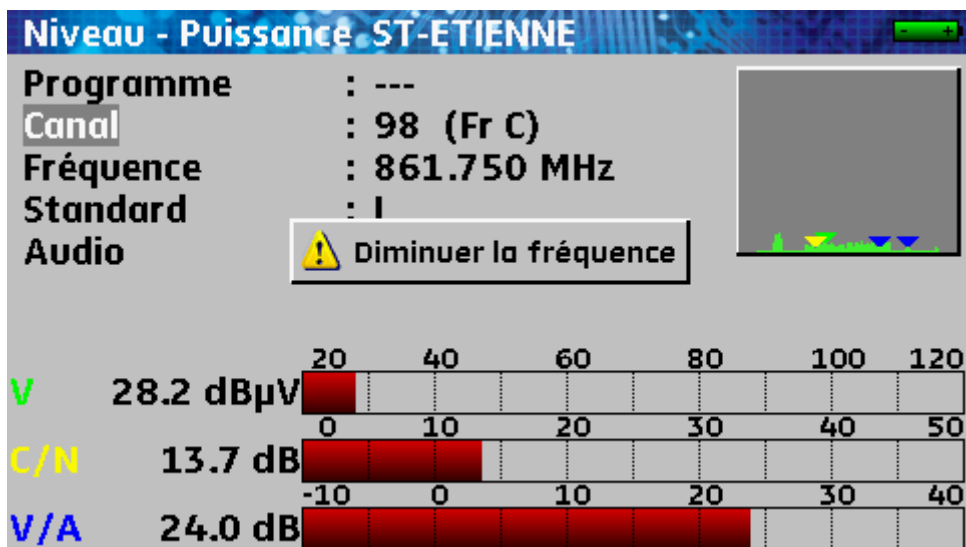 Niveau - Puissance ST-ETIENNE
- +
Programme : ---
Canal : 98 (Fr C)
Fréquence : 861.750 MHz
Standard :
Audio
Diminuer la fréquence
20 40 60 80 100 120
V 28.2 dBµV
0 10 20 30 40 50
C/N 13.7 dB
-10 0 10 20 30 40
V/A 24.0 dB